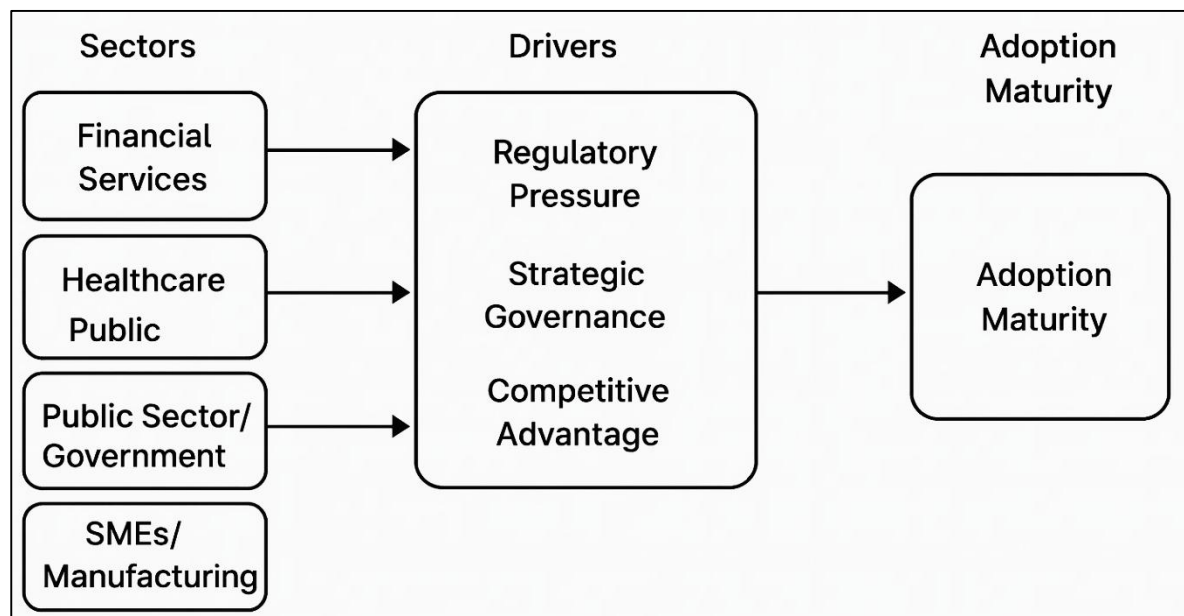 Sectors
Drivers
Adoption
Maturity
Financial
Services
Healthcare
Public
Public Sector/
Government
SMEs/
Manufacturing
Regulatory
Pressure
Strategic
Governance
Competitive
Advantage
Adoption
Maturity